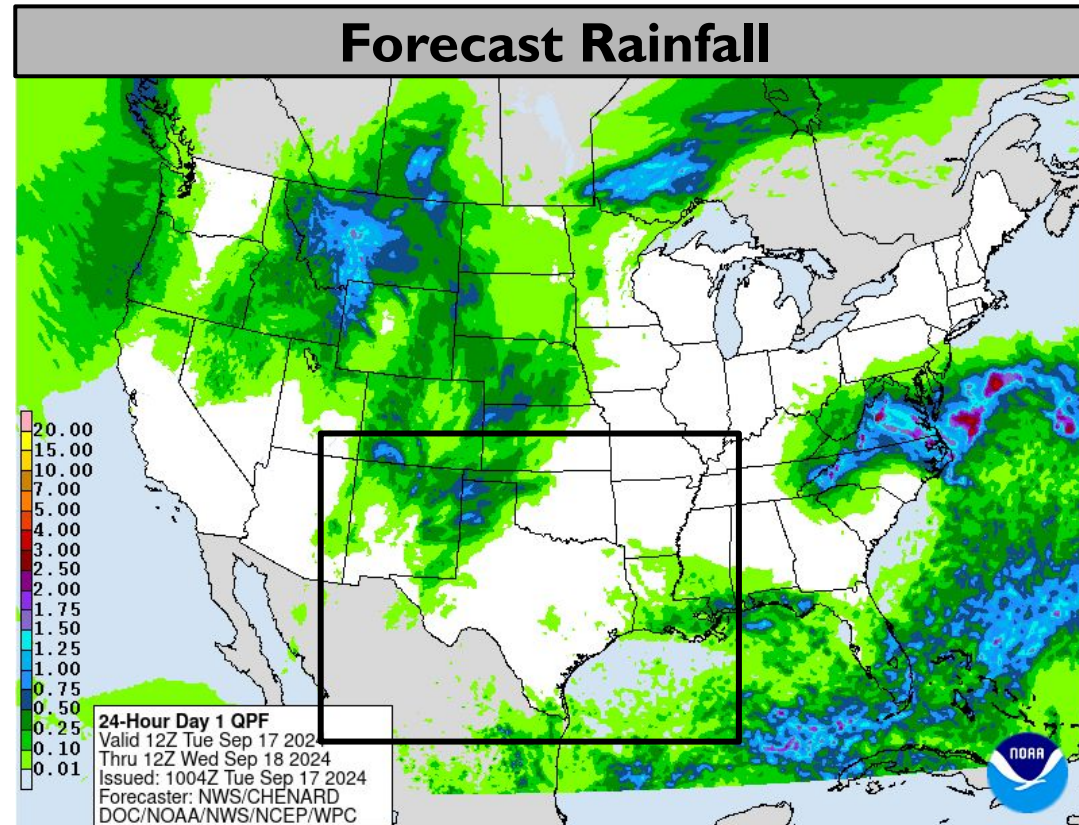 Forecast Rainfall
20.00
15.00
10.00
7.00
5.00
4.00
3.00
2.50
2.00
1.75
1.50
1.25
1.00
0.75
0.50
0.25
0.10
0.01
24-Hour Day 1 QPF
Valid 12Z Tue Sep 17 2024
Thru 12Z Wed Sep 18 2024
Issued: 1004Z Tue Sep 17 2024
Forecaster: NWS/CHENARD
DOC/NOAA/NWS/NCEP/WPC
NOAA